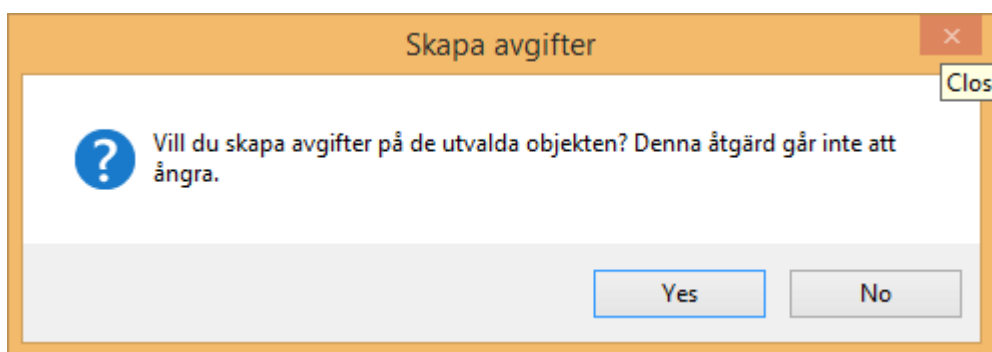 Skapa avgifter
Clos
Vill du skapa avgifter på de utvalda objekten? Denna åtgärd går inte att
ångra.
Yes
No